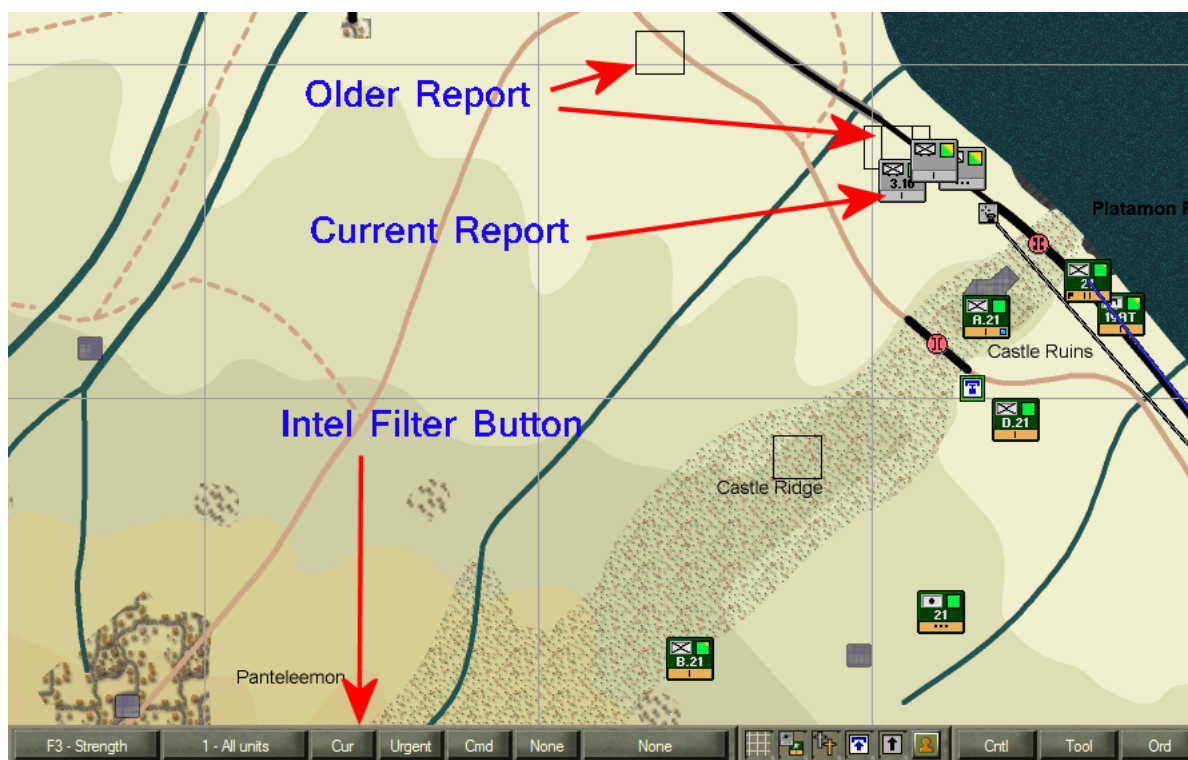 Older Report
3.16
Current Report
Platamon
21
19AT
A.21
Castle Ruins
Intel Filter Button
D.21
Castle Ridge
21
B.21
Panteleemon
F3 - Strength
1 - All units
Cur
Urgent
Cmd
None
None
Cntl
Tool
Ord